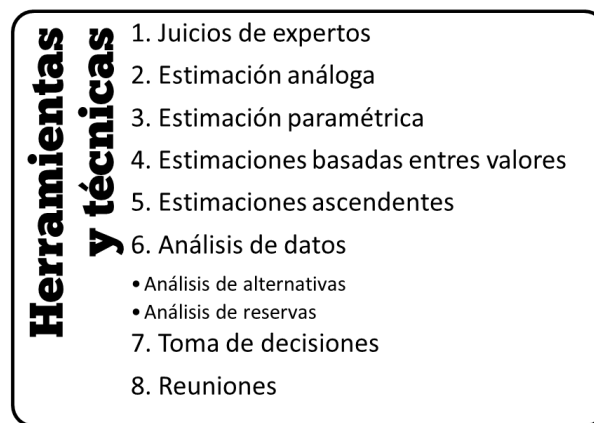 Herramientas
y técnicas
1. Juicios de expertos
2. Estimación análoga
3. Estimación paramétrica
4. Estimaciones basadas entres valores
5. Estimaciones ascendentes
6. Análisis de datos
• Análisis de alternativas
• Análisis de reservas
7. Toma de decisiones
8. Reuniones